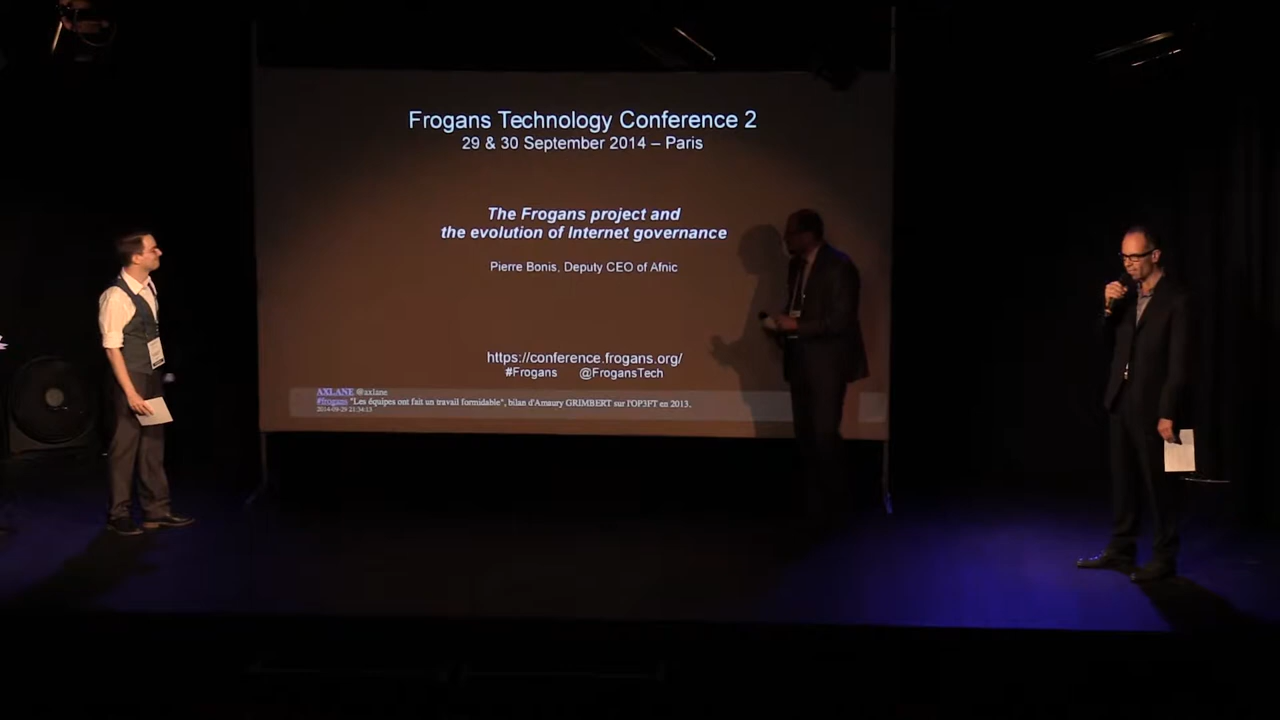 Frogans Technology Conference 2
29 & 30 September 2014 – Paris
The Frogans project and
the evolution of Internet governance
Pierre Bonis, Deputy CEO of Afnic
https://conference.frogans.org/
#Frogans @FrogansTech
AXLANE @axlane
#frogans "Les équipes ont fait un travail formidable", bilan d'Amaury GRIMBERT sur l'OP3FT en 2013.
2014-09-29 21:34:13